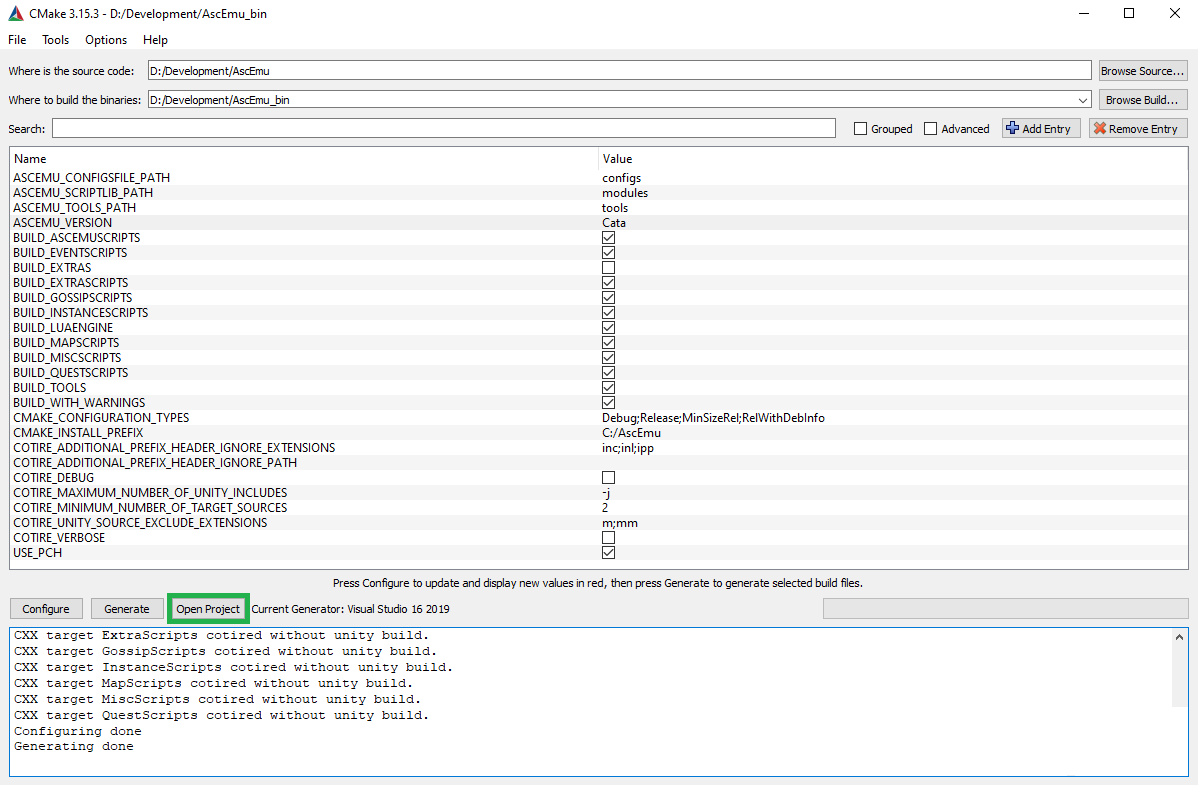 CMake 3.15.3 - D:/Development/AscEmu_bin
File Tools Options Help
Where is the source code: D:/Development/AscEmu Browse Source...
Where to build the binaries: D:/Development/AscEmu_bin Browse Build...
Search: Grouped Advanced Add Entry Remove Entry
Name Value
ASCEMU_CONFIGSFILE_PATH configs
ASCEMU_SCRIPTLIB_PATH modules
ASCEMU_TOOLS_PATH tools
ASCEMU_VERSION Cata
BUILD_ASCEMUSCRIPTS
BUILD_EVENTSCRIPTS
BUILD_EXTRAS
BUILD_EXTRASCRIPTS
BUILD_GOSSIPSCRIPTS
BUILD_INSTANCESCRIPTS
BUILD_LUAENGINE
BUILD_MAPSCRIPTS
BUILD_MISCSCRIPTS
BUILD_QUESTSCRIPTS
BUILD_TOOLS
BUILD_WITH_WARNINGS
CMAKE_CONFIGURATION_TYPES Debug;Release;MinSizeRel;RelWithDebInfo
CMAKE_INSTALL_PREFIX C:/AscEmu
COTIRE_ADDITIONAL_PREFIX_HEADER_IGNORE_EXTENSIONS inc;inl;ipp
COTIRE_ADDITIONAL_PREFIX_HEADER_IGNORE_PATH
COTIRE_DEBUG
COTIRE_MAXIMUM_NUMBER_OF_UNITY_INCLUDES -j
COTIRE_MINIMUM_NUMBER_OF_TARGET_SOURCES 2
COTIRE_UNITY_SOURCE_EXCLUDE_EXTENSIONS m;mm
COTIRE_VERBOSE
USE_PCH
Press Configure to update and display new values in red, then press Generate to generate selected build files.
Configure Generate Open Project Current Generator: Visual Studio 16 2019
CXX target ExtraScripts cotired without unity build.
CXX target GossipScripts cotired without unity build.
CXX target InstanceScripts cotired without unity build.
CXX target MapScripts cotired without unity build.
CXX target MiscScripts cotired without unity build.
CXX target QuestScripts cotired without unity build.
Configuring done
Generating done